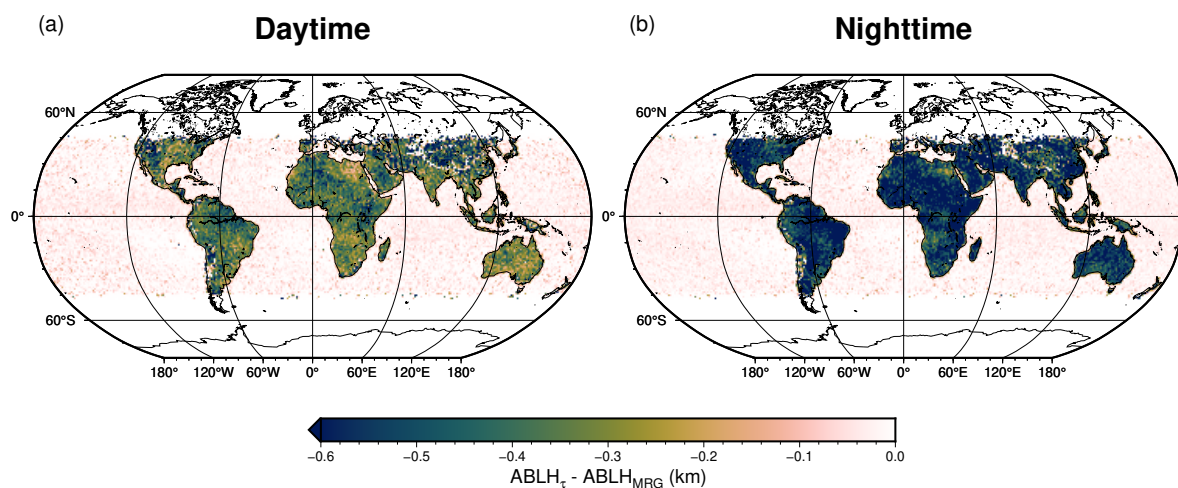 (a) Daytime (b) Nighttime
60°N 60°N
0° 0°
60°S 60°S
180° 120°W 60°W 0° 60°E 120°E 180° 180° 120°W 60°W 0° 60°E 120°E 180°
−0.6 −0.5 −0.4 −0.3 −0.2 −0.1 0.0
ABLHτ - ABLHMRG (km)